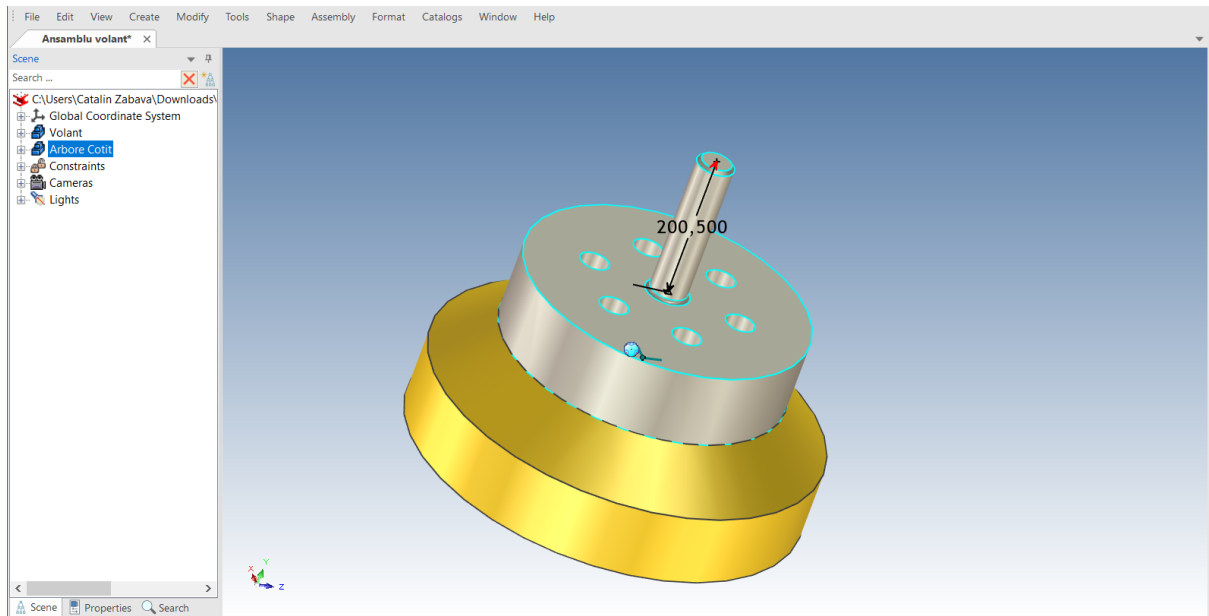 File Edit View Create Modify Tools Shape Assembly Format Catalogs Window Help
Ansamblu volant*
Scene
Search ...
C:\Users\Catalin Zabava\Downloads\
Global Coordinate System
Volant
Arbore Cotit
Constraints
Cameras
Lights
200,500
X Y Z
Scene Properties Search